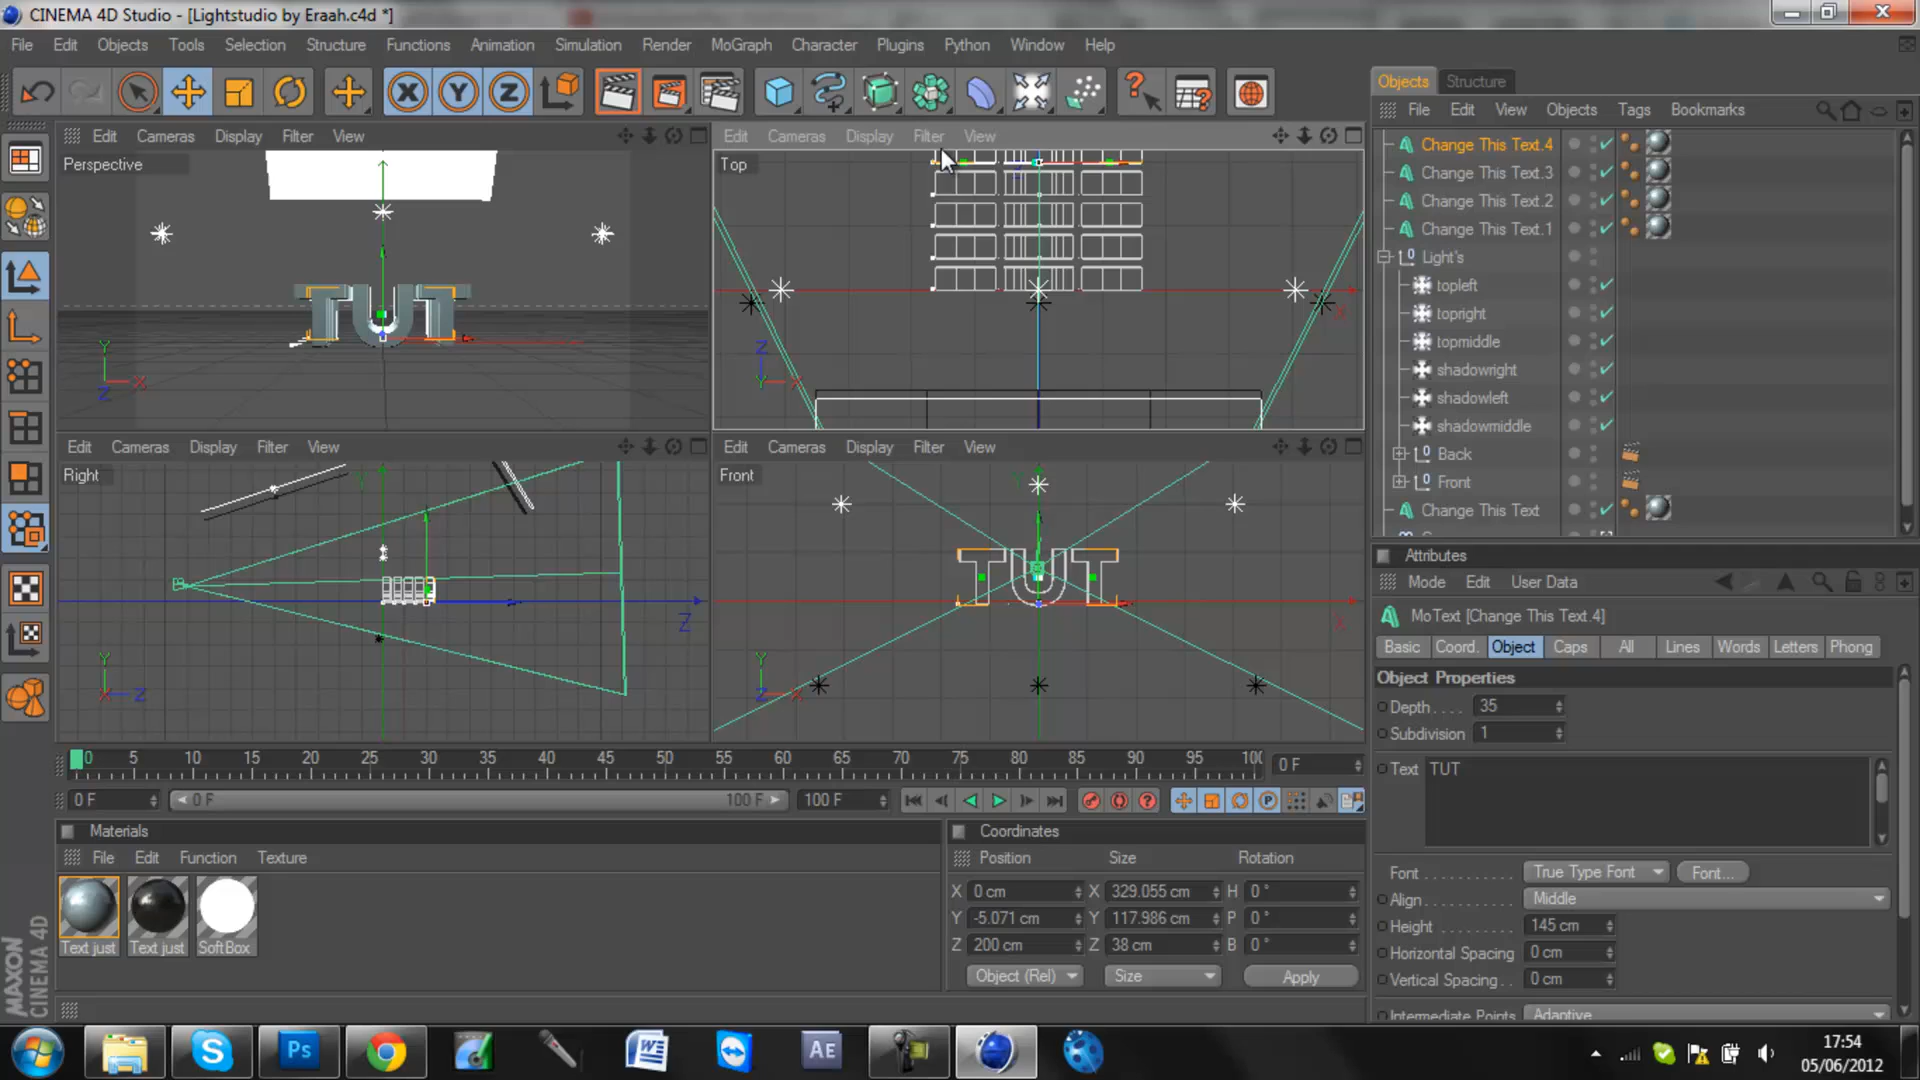 CINEMA 4D Studio - [Lightstudio by Eraah.c4d *]
File Edit Objects Tools Selection Structure Functions Animation Simulation Render MoGraph Character Plugins Python Window Help
Objects Structure
File Edit View Objects Tags Bookmarks
Edit Cameras Display Filter View
Perspective
Edit Cameras Display Filter View
Top
Edit Cameras Display Filter View
Right
Edit Cameras Display Filter View
Front
Change This Text.4
Change This Text.3
Change This Text.2
Change This Text.1
Light's
topleft
topright
topmiddle
shadowright
shadowleft
shadowmiddle
Back
Front
Change This Text
Attributes
Mode Edit User Data
MoText [Change This Text.4]
Basic Coord. Object Caps All Lines Words Letters Phong
Object Properties
Depth . . . . 35
Subdivision 1
Text TUT
Font . . . . . . . . . . . True Type Font Font...
Align . . . . . . . . . . Middle
Height . . . . . . . . . 145 cm
Horizontal Spacing 0 cm
Vertical Spacing . . 0 cm
Intermediate Points Adaptive
0 5 10 15 20 25 30 35 40 45 50 55 60 65 70 75 80 85 90 95 100 0 F
0 F 0 F 100 F 100 F
Materials
File Edit Function Texture
Text just Text just SoftBox
Coordinates
Position Size Rotation
X 0 cm X 329.055 cm H 0 °
Y -5.071 cm Y 117.986 cm P 0 °
Z 200 cm Z 38 cm B 0 °
Object (Rel) Size Apply
MAXON
CINEMA 4D
Ps
AE
17:54
05/06/2012